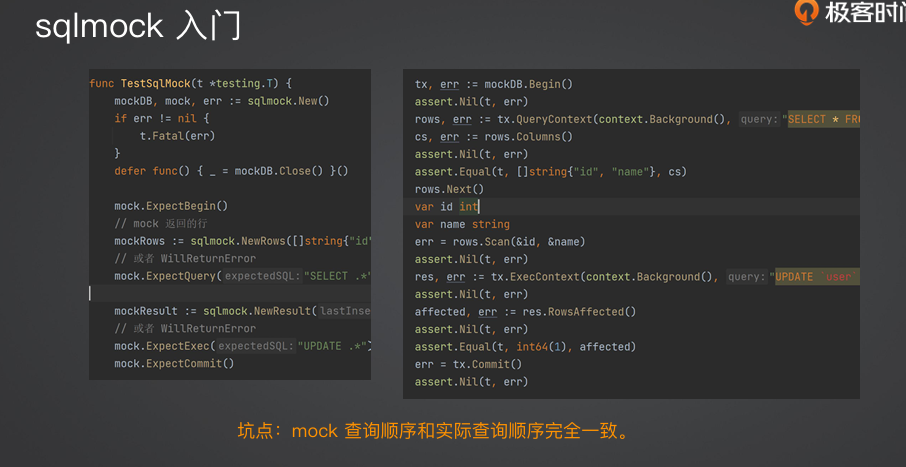 sqlmock 入门
极客时间
func TestSqlMock(t *testing.T) {
mockDB, mock, err := sqlmock.New()
if err != nil {
t.Fatal(err)
}
defer func() { _ = mockDB.Close() }()
mock.ExpectBegin()
// mock 返回的行
mockRows := sqlmock.NewRows([]string{"id"
// 或者 WillReturnError
mock.ExpectQuery( expectedSQL: "SELECT .*"
mockResult := sqlmock.NewResult( lastInse
// 或者 WillReturnError
mock.ExpectExec( expectedSQL: "UPDATE .*")
mock.ExpectCommit()
tx, err := mockDB.Begin()
assert.Nil(t, err)
rows, err := tx.QueryContext(context.Background(), query: "SELECT * FRO
cs, err := rows.Columns()
assert.Nil(t, err)
assert.Equal(t, []string{"id", "name"}, cs)
rows.Next()
var id int
var name string
err = rows.Scan(&id, &name)
assert.Nil(t, err)
res, err := tx.ExecContext(context.Background(), query: "UPDATE `user`
assert.Nil(t, err)
affected, err := res.RowsAffected()
assert.Nil(t, err)
assert.Equal(t, int64(1), affected)
err = tx.Commit()
assert.Nil(t, err)
坑点：mock 查询顺序和实际查询顺序完全一致。